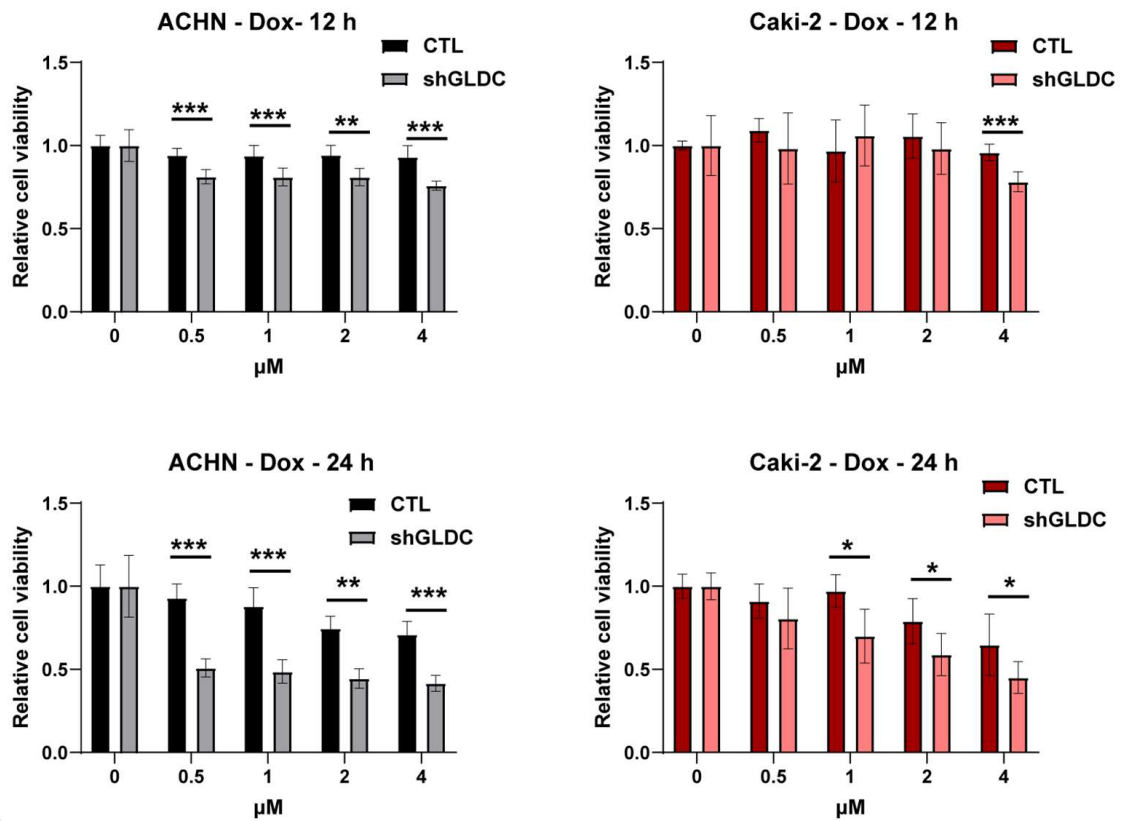 ACHN - Dox- 12 h
CTL
shGLDC
Relative cell viability
1.5
1.0
0.5
0.0
***
***
**
***
0
0.5
1
2
4
µM
Caki-2 - Dox - 12 h
CTL
shGLDC
Relative cell viability
1.5
1.0
0.5
0.0
***
0
0.5
1
2
4
µM
ACHN - Dox - 24 h
CTL
shGLDC
Relative cell viability
1.5
1.0
0.5
0.0
***
***
**
***
0
0.5
1
2
4
µM
Caki-2 - Dox - 24 h
CTL
shGLDC
Relative cell viability
1.5
1.0
0.5
0.0
*
*
*
0
0.5
1
2
4
µM